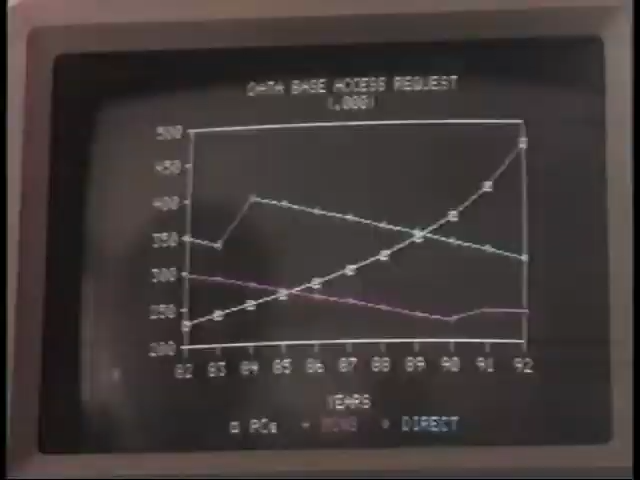 DATA BASE ACCESS REQUEST
(,000)
500
450
400
350
300
250
200
82 83 84 85 86 87 88 89 90 91 92
YEARS
PCs DIRECT